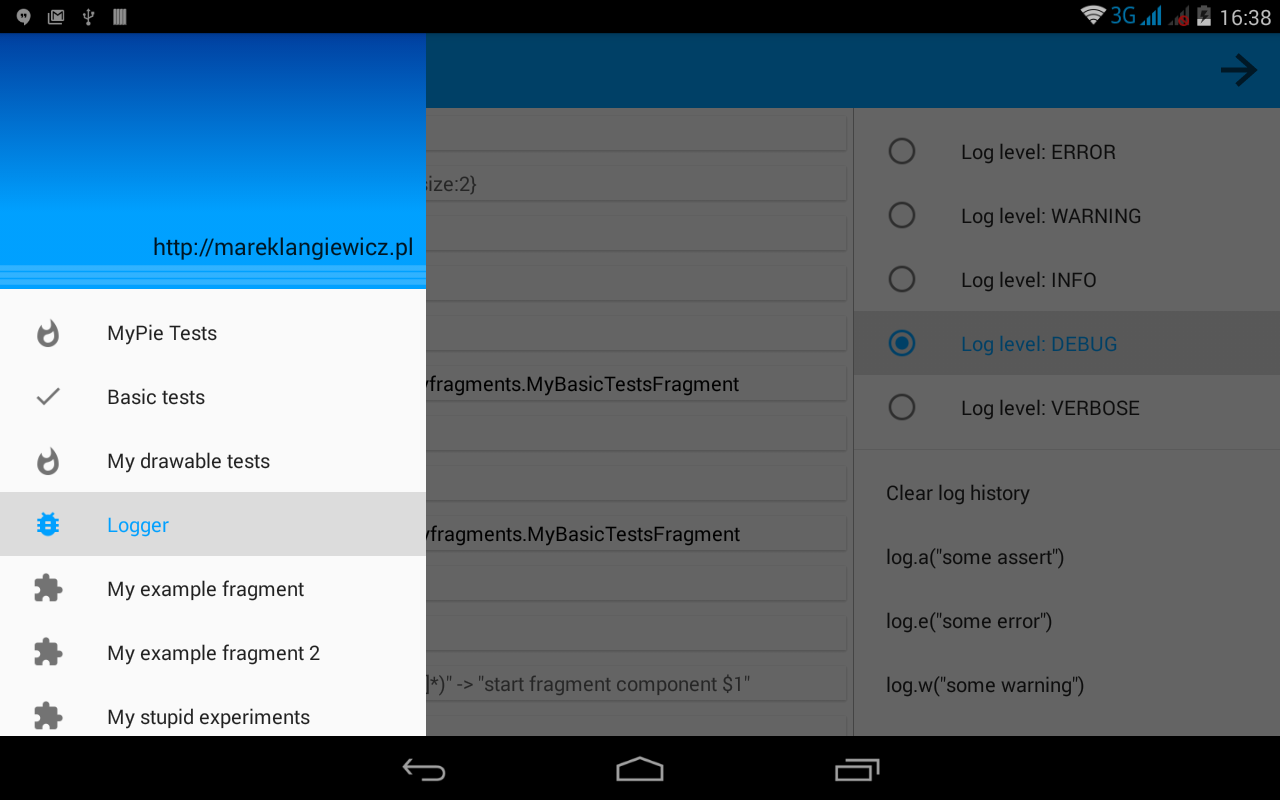 3G 16:38
http://mareklangiewicz.pl
MyPie Tests
Basic tests
My drawable tests
Logger
My example fragment
My example fragment 2
My stupid experiments
size:2}
fragments.MyBasicTestsFragment
fragments.MyBasicTestsFragment
]*)" -> "start fragment component $1"
Log level: ERROR
Log level: WARNING
Log level: INFO
Log level: DEBUG
Log level: VERBOSE
Clear log history
log.a("some assert")
log.e("some error")
log.w("some warning")